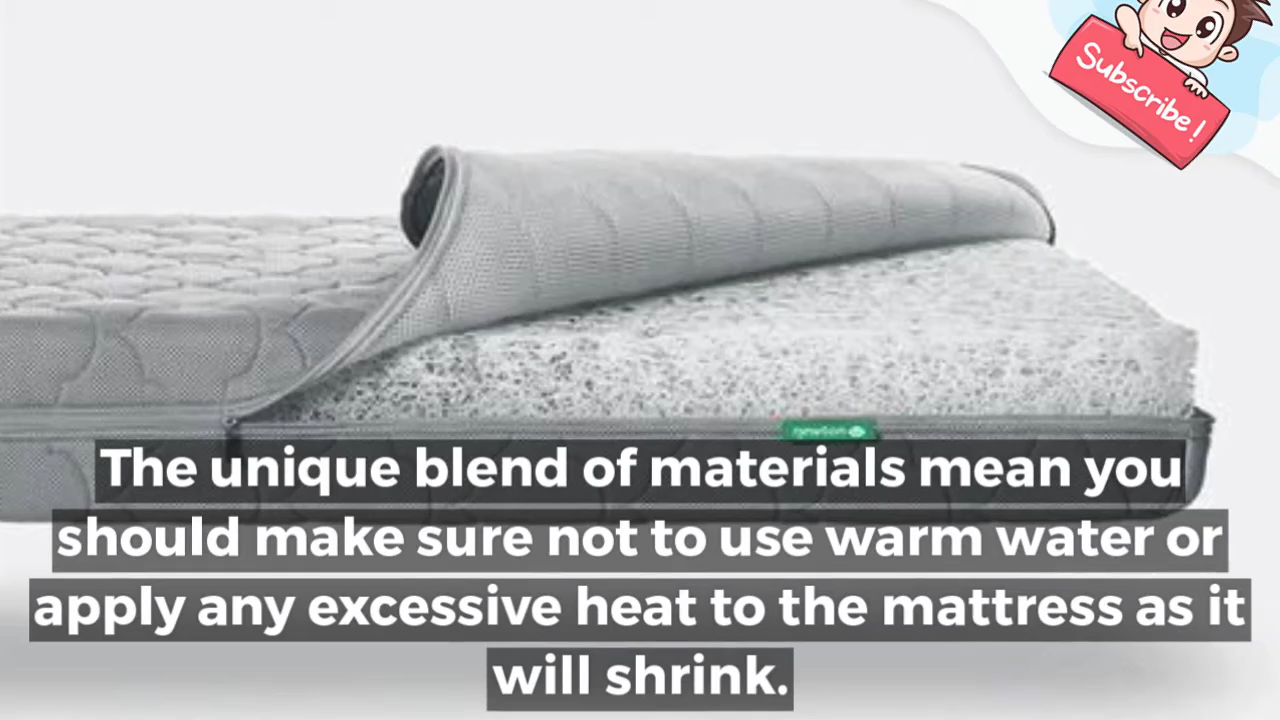 Subscribe!
newton
The unique blend of materials mean you
should make sure not to use warm water or
apply any excessive heat to the mattress as it
will shrink.